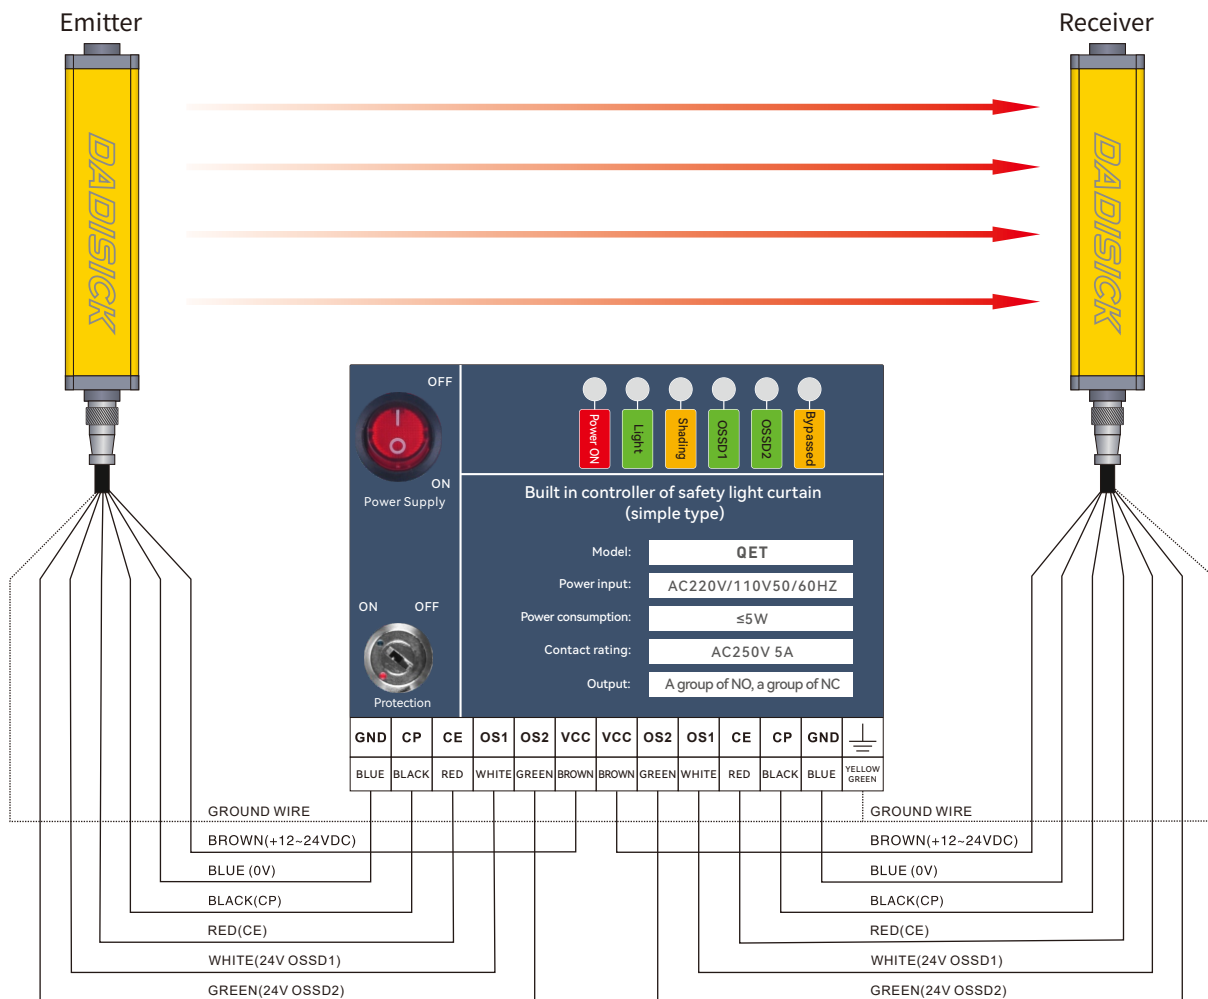 Emitter
Receiver
DADISICK
DADISICK
OFF
ON
Power Supply
Power ON
Light
Shading
OSSD1
OSSD2
Bypassed
Built in controller of safety light curtain
(simple type)
Model: QET
Power input: AC220V/110V50/60HZ
Power consumption: ≤5W
Contact rating: AC250V 5A
Output: A group of NO, a group of NC
ON OFF
Protection
GND CP CE OS1 OS2 VCC VCC OS2 OS1 CE CP GND
BLUE BLACK RED WHITE GREEN BROWN BROWN GREEN WHITE RED BLACK BLUE YELLOW GREEN
GROUND WIRE
BROWN(+12~24VDC)
BLUE (0V)
BLACK(CP)
RED(CE)
WHITE(24V OSSD1)
GREEN(24V OSSD2)
GROUND WIRE
BROWN(+12~24VDC)
BLUE (0V)
BLACK(CP)
RED(CE)
WHITE(24V OSSD1)
GREEN(24V OSSD2)